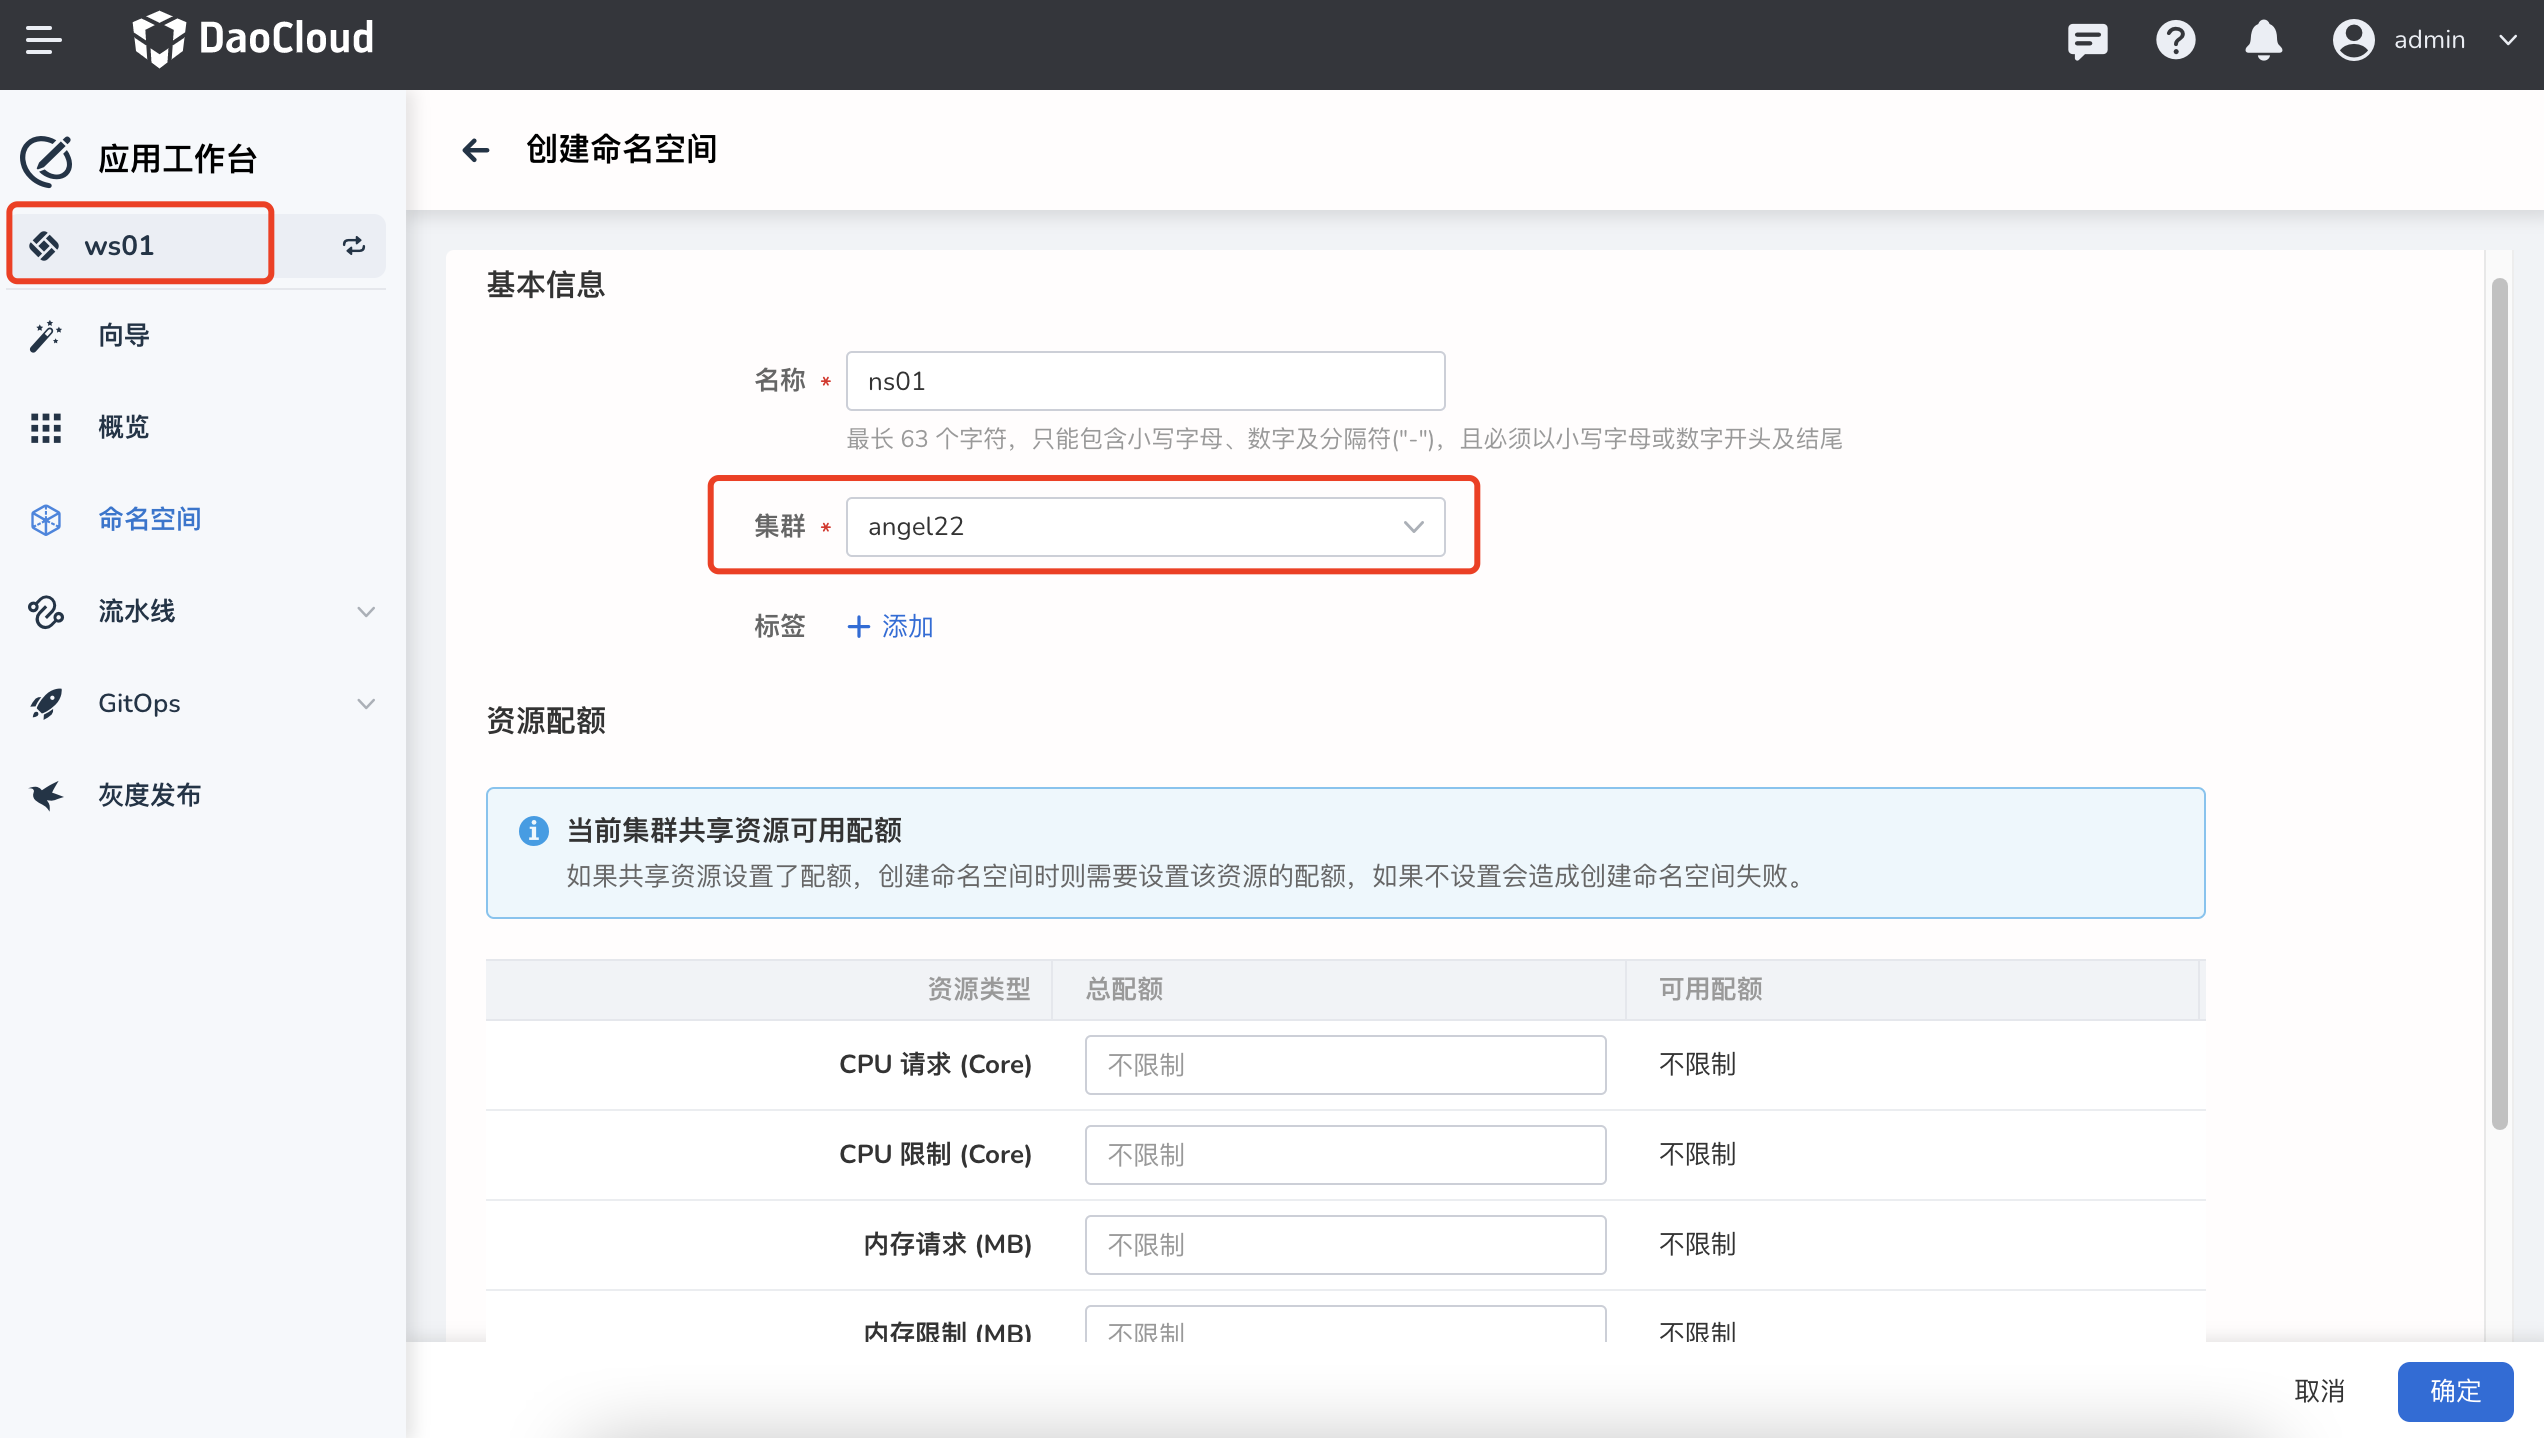 DaoCloud
admin
应用工作台
ws01
向导
概览
命名空间
流水线
GitOps
灰度发布
创建命名空间
基本信息
名称 * ns01
最长 63 个字符，只能包含小写字母、数字及分隔符("-")，且必须以小写字母或数字开头及结尾
集群 * angel22
标签 + 添加
资源配额
当前集群共享资源可用配额
如果共享资源设置了配额，创建命名空间时则需要设置该资源的配额，如果不设置会造成创建命名空间失败。
资源类型 总配额 可用配额
CPU 请求 (Core) 不限制 不限制
CPU 限制 (Core) 不限制 不限制
内存请求 (MB) 不限制 不限制
内存限制 (MB) 不限制 不限制
取消 确定